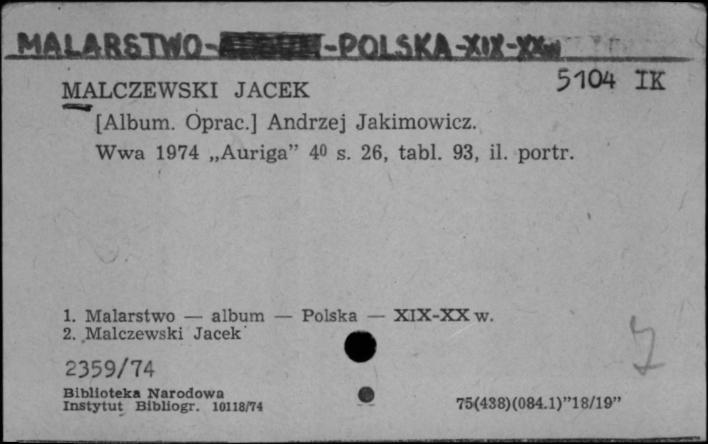 MALARSTWO-ALBUM-POLSKA-XIX-XXw
5104 IK
MALCZEWSKI JACEK
[Album. Oprac.] Andrzej Jakimowicz.
Wwa 1974 „Auriga” 4⁰ s. 26, tabl. 93, il. portr.
1. Malarstwo — album — Polska — XIX-XX w.
2. Malczewski Jacek
2359/74
Biblioteka Narodowa
Instytut Bibliogr. 10118/74
75(438)(084.1)”18/19”